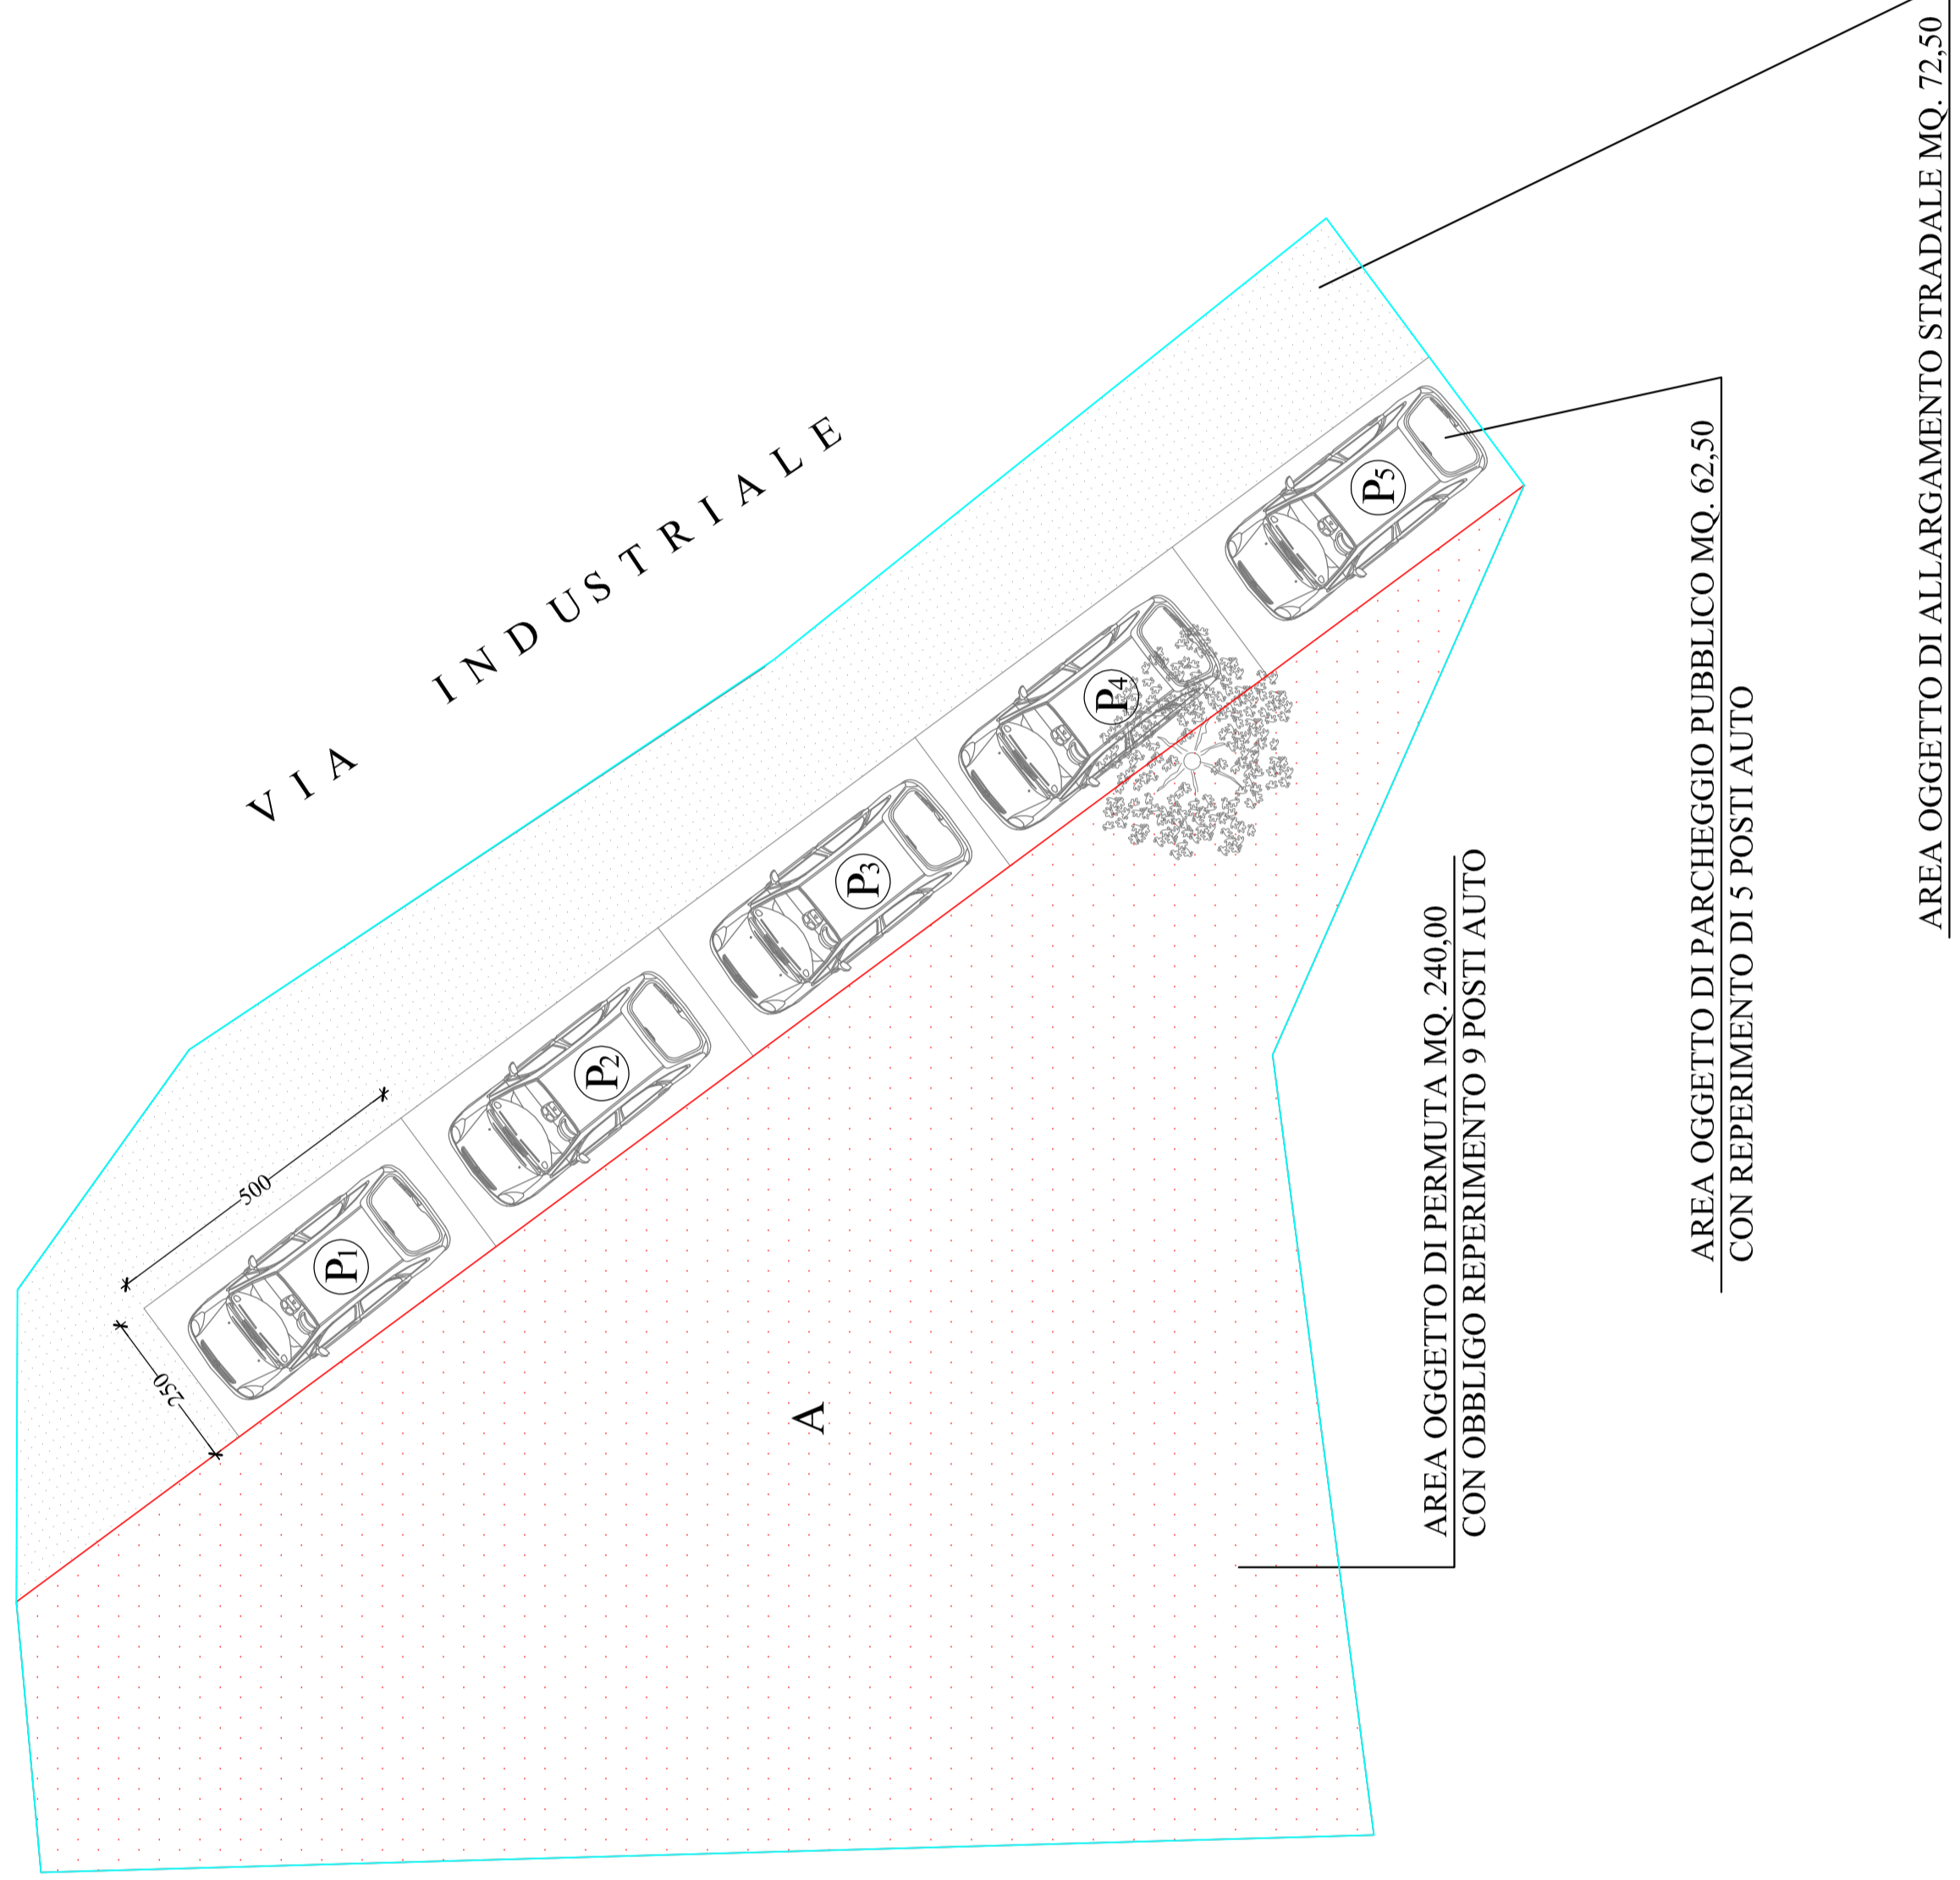 VIA INDUSTRIALE
500
250
P1
P2
P3
P4
P5
A
AREA OGGETTO DI PERMUTA MQ. 240,00
CON OBBLIGO REPERIMENTO 9 POSTI AUTO
AREA OGGETTO DI PARCHEGGIO PUBBLICO MQ. 62,50
CON REPERIMENTO DI 5 POSTI AUTO
AREA OGGETTO DI ALLARGAMENTO STRADALE MQ. 72,50